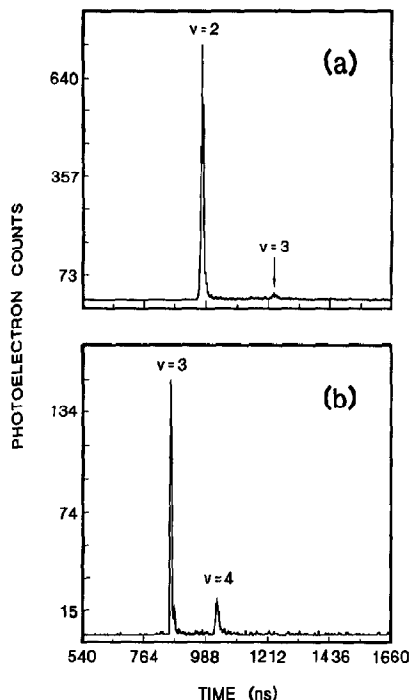 PHOTOELECTRON COUNTS
(a)
v=2
v=3
640
357
73
(b)
v=3
v=4
134
74
15
540 764 988 1212 1436 1660
TIME (ns)